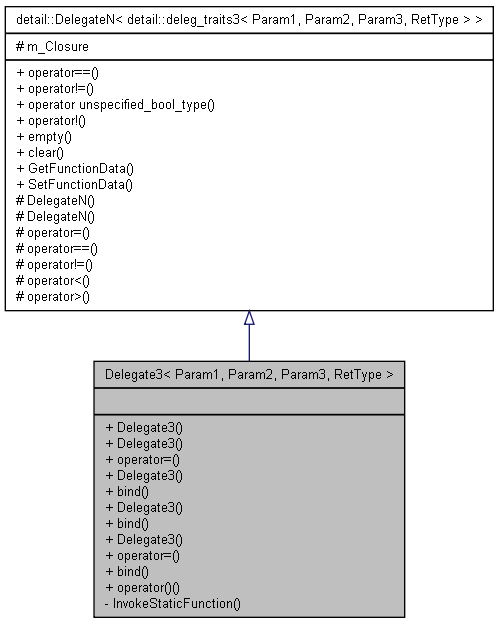 detail::DelegateN< detail::deleg_traits3< Param1, Param2, Param3, RetType > >
# m_Closure
+ operator==()
+ operator!=()
+ operator unspecified_bool_type()
+ operator!()
+ empty()
+ clear()
+ GetFunctionData()
+ SetFunctionData()
# DelegateN()
# DelegateN()
# operator=()
# operator==()
# operator!=()
# operator<()
# operator>()
Delegate3< Param1, Param2, Param3, RetType >
+ Delegate3()
+ Delegate3()
+ operator=()
+ Delegate3()
+ bind()
+ Delegate3()
+ bind()
+ Delegate3()
+ operator=()
+ bind()
+ operator()()
- InvokeStaticFunction()